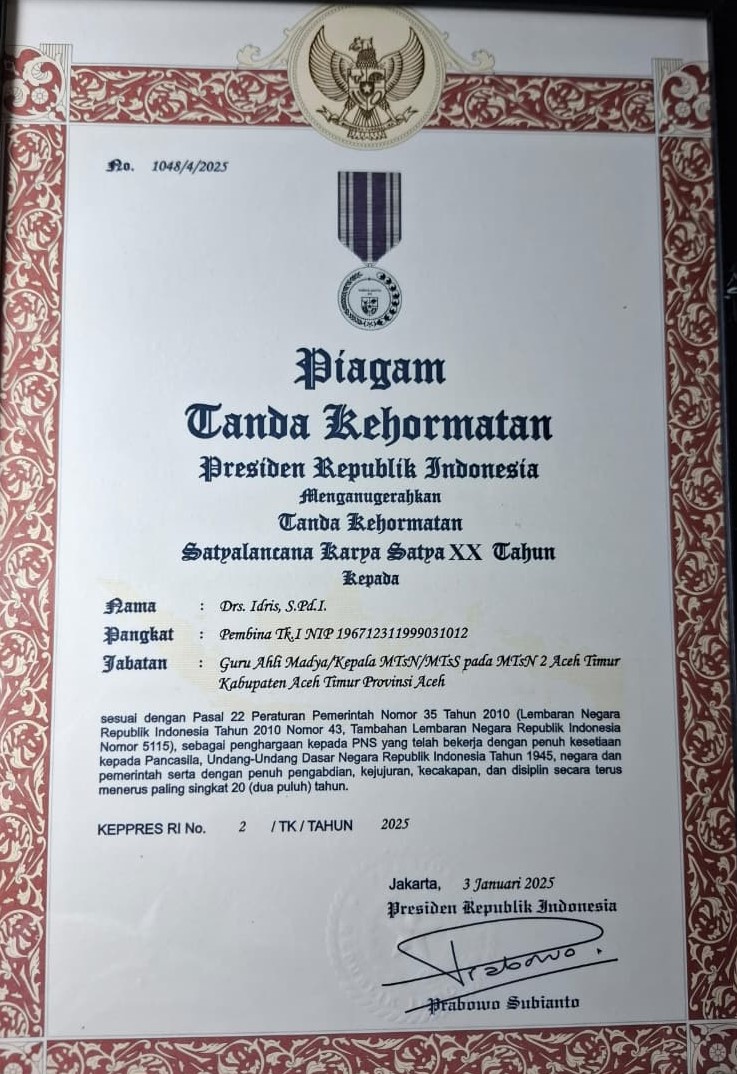 No. 1048/4/2025
Piagam
Tanda Kehormatan
Presiden Republik Indonesia
Menganugerahkan
Tanda Kehormatan
Satyalancana Karya Satya XX Tahun
Kepada
Nama : Drs. Idris, S.Pd.I.
Pangkat : Pembina Tk.I NIP 196712311999031012
Jabatan : Guru Ahli Madya/Kepala MTsN/MTsS pada MTsN 2 Aceh Timur
Kabupaten Aceh Timur Provinsi Aceh
sesuai dengan Pasal 22 Peraturan Pemerintah Nomor 35 Tahun 2010 (Lembaran Negara
Republik Indonesia Tahun 2010 Nomor 43, Tambahan Lembaran Negara Republik Indonesia
Nomor 5115), sebagai penghargaan kepada PNS yang telah bekerja dengan penuh kesetiaan
kepada Pancasila, Undang-Undang Dasar Negara Republik Indonesia Tahun 1945, negara dan
pemerintah serta dengan penuh pengabdian, kejujuran, kecakapan, dan disiplin secara terus
menerus paling singkat 20 (dua puluh) tahun.
KEPPRES RI No. 2 / TK / TAHUN 2025
Jakarta, 3 Januari 2025
Presiden Republik Indonesia
Prabowo
Prabowo Subianto